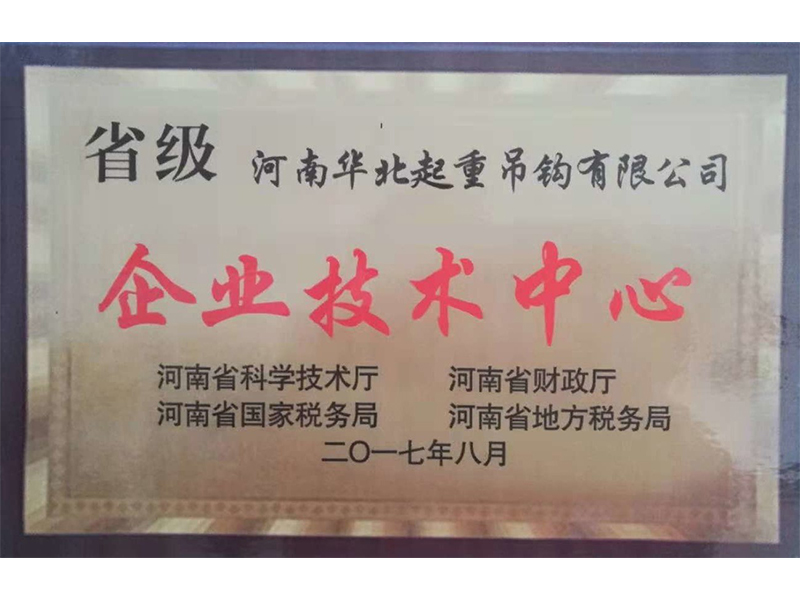 省级 河南华北起重吊钩有限公司
企业技术中心
河南省科学技术厅 河南省财政厅
河南省国家税务局 河南省地方税务局
二〇一七年八月